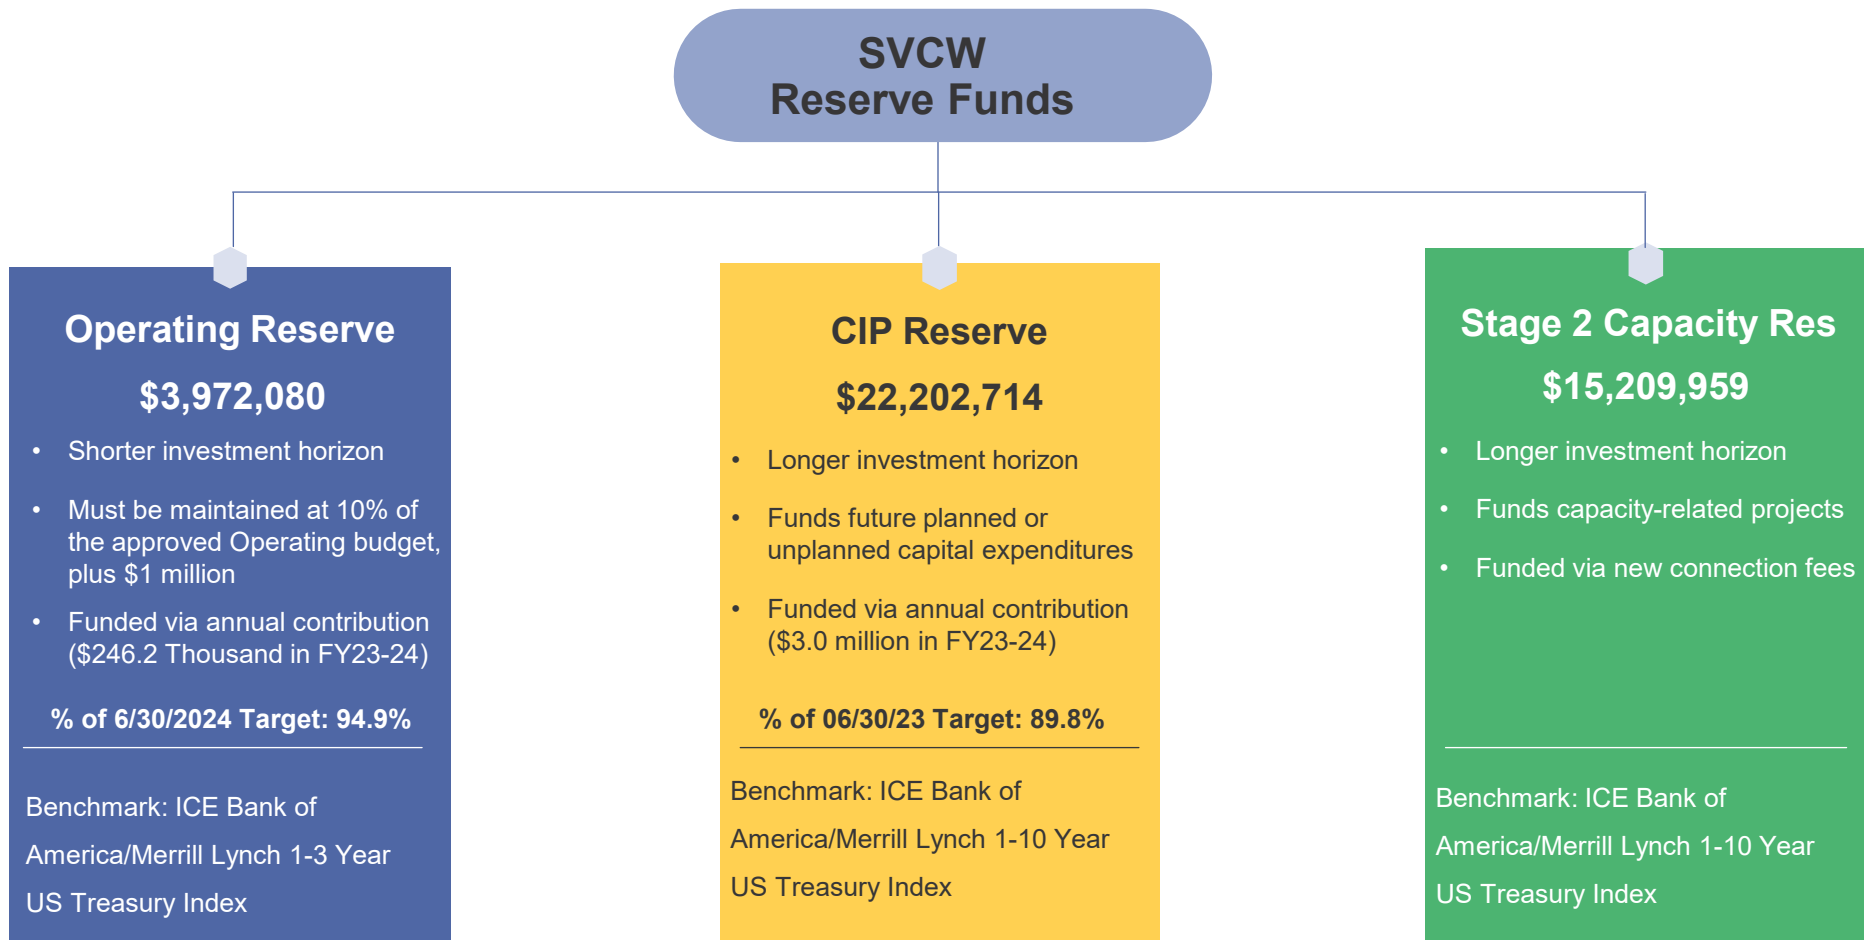 SVCW
Reserve Funds
Operating Reserve
$3,972,080
• Shorter investment horizon
• Must be maintained at 10% of
the approved Operating budget,
plus $1 million
• Funded via annual contribution
($246.2 Thousand in FY23-24)
% of 6/30/2024 Target: 94.9%
Benchmark: ICE Bank of
America/Merrill Lynch 1-3 Year
US Treasury Index
CIP Reserve
$22,202,714
• Longer investment horizon
• Funds future planned or
unplanned capital expenditures
• Funded via annual contribution
($3.0 million in FY23-24)
% of 06/30/23 Target: 89.8%
Benchmark: ICE Bank of
America/Merrill Lynch 1-10 Year
US Treasury Index
Stage 2 Capacity Res
$15,209,959
• Longer investment horizon
• Funds capacity-related projects
• Funded via new connection fees
Benchmark: ICE Bank of
America/Merrill Lynch 1-10 Year
US Treasury Index